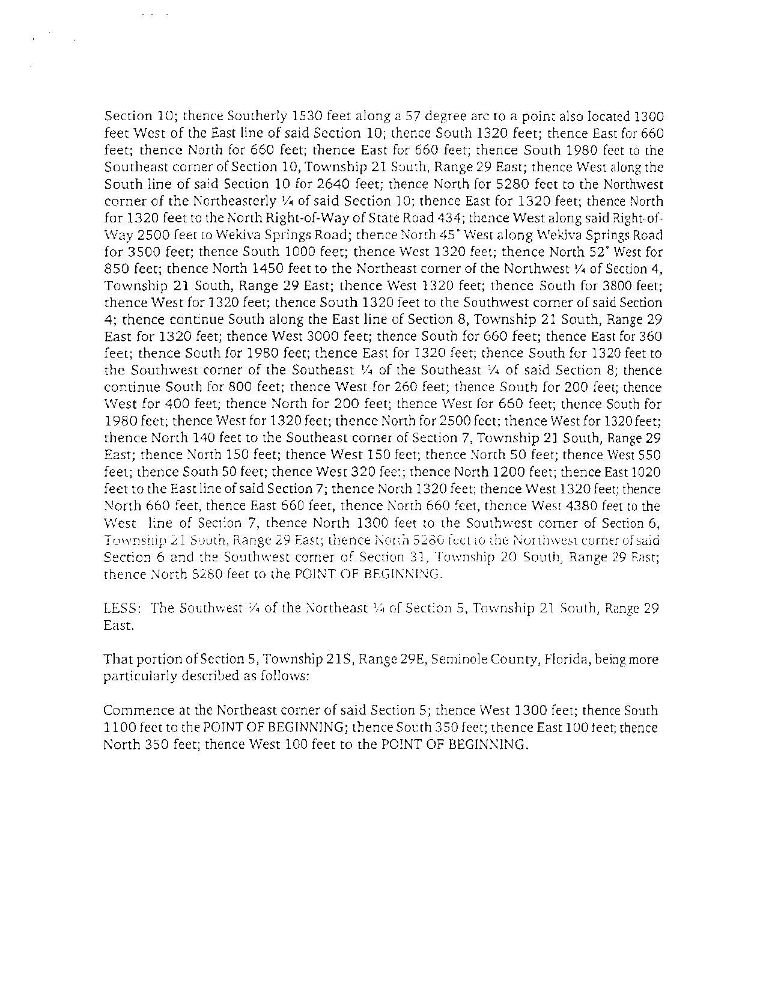 Section 10; thence Southerly 1530 feet along a 57 degree arc to a point also located 1300
feet West of the East line of said Section 10; thence South 1320 feet; thence East for 660
feet; thence North for 660 feet; thence East for 660 feet; thence South 1980 feet to the
Southeast corner of Section 10, Township 21 South, Range 29 East; thence West along the
South line of said Section 10 for 2640 feet; thence North for 5280 feet to the Northwest
corner of the Northeasterly ¼ of said Section 10; thence East for 1320 feet; thence North
for 1320 feet to the North Right-of-Way of State Road 434; thence West along said Right-of-
Way 2500 feet to Wekiva Springs Road; thence North 45° West along Wekiva Springs Road
for 3500 feet; thence South 1000 feet; thence West 1320 feet; thence North 52° West for
850 feet; thence North 1450 feet to the Northeast corner of the Northwest ¼ of Section 4,
Township 21 South, Range 29 East; thence West 1320 feet; thence South for 3800 feet;
thence West for 1320 feet; thence South 1320 feet to the Southwest corner of said Section
4; thence continue South along the East line of Section 8, Township 21 South, Range 29
East for 1320 feet; thence West 3000 feet; thence South for 660 feet; thence East for 360
feet; thence South for 1980 feet; thence East for 1320 feet; thence South for 1320 feet to
the Southwest corner of the Southeast ¼ of the Southeast ¼ of said Section 8; thence
continue South for 800 feet; thence West for 260 feet; thence South for 200 feet; thence
West for 400 feet; thence North for 200 feet; thence West for 660 feet; thence South for
1980 feet; thence West for 1320 feet; thence North for 2500 feet; thence West for 1320 feet;
thence North 140 feet to the Southeast corner of Section 7, Township 21 South, Range 29
East; thence North 150 feet; thence West 150 feet; thence North 50 feet; thence West 550
feet; thence South 50 feet; thence West 320 feet; thence North 1200 feet; thence East 1020
feet to the East line of said Section 7; thence North 1320 feet; thence West 1320 feet; thence
North 660 feet, thence East 660 feet, thence North 660 feet, thence West 4380 feet to the
West line of Section 7, thence North 1300 feet to the Southwest corner of Section 6,
Township 21 South, Range 29 East; thence North 5280 feet to the Northwest corner of said
Section 6 and the Southwest corner of Section 31, Township 20 South, Range 29 East;
thence North 5280 feet to the POINT OF BEGINNING.
LESS: The Southwest ¼ of the Northeast ¼ of Section 5, Township 21 South, Range 29
East.
That portion of Section 5, Township 21S, Range 29E, Seminole County, Florida, being more
particularly described as follows:
Commence at the Northeast corner of said Section 5; thence West 1300 feet; thence South
1100 feet to the POINT OF BEGINNING; thence South 350 feet; thence East 100 feet; thence
North 350 feet; thence West 100 feet to the POINT OF BEGINNING.